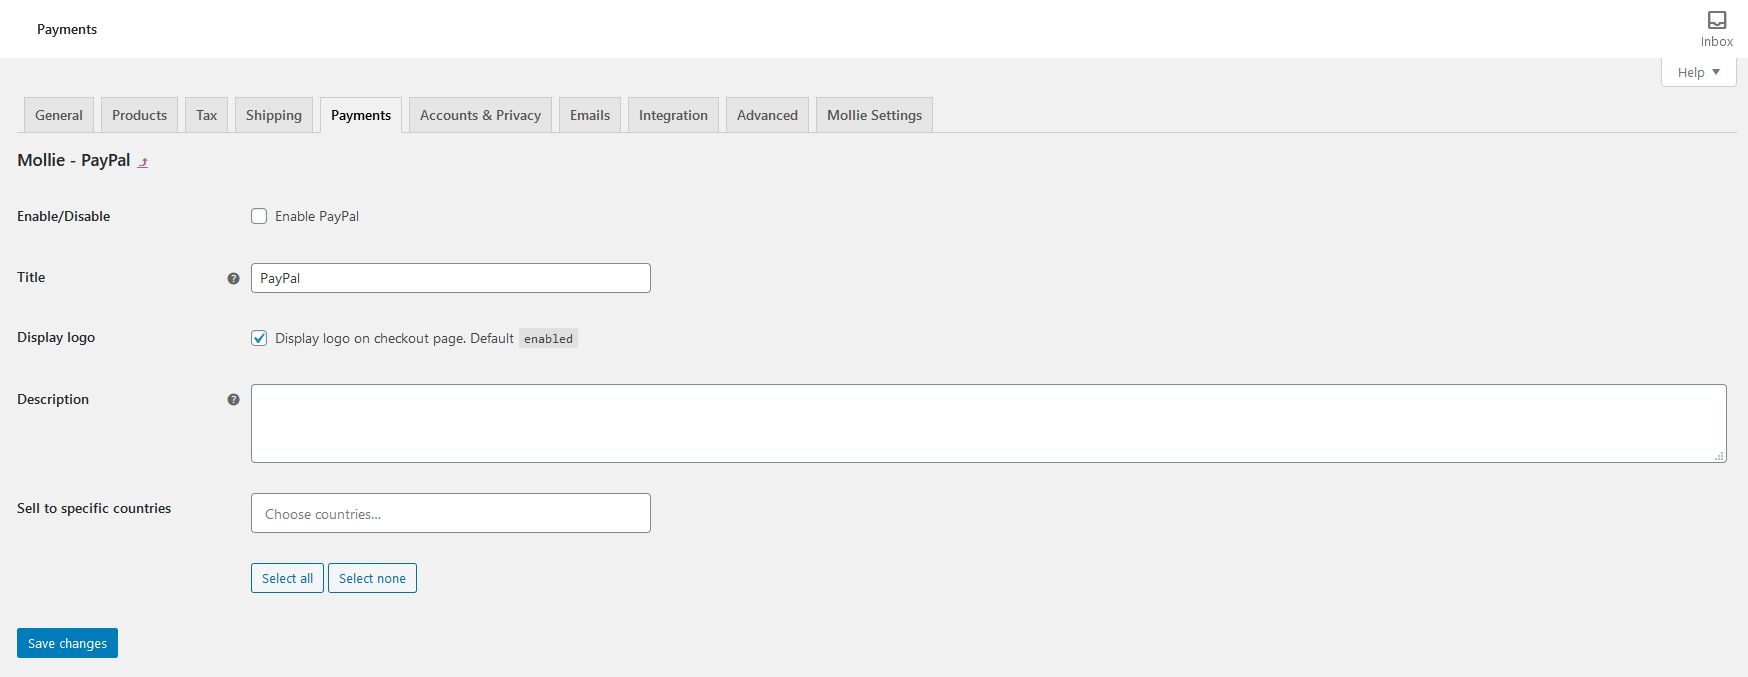 Payments
Inbox
Help
General Products Tax Shipping Payments Accounts & Privacy Emails Integration Advanced Mollie Settings
Mollie - PayPal
Enable/Disable Enable PayPal
Title ? PayPal
Display logo Display logo on checkout page. Default enabled
Description ?
Sell to specific countries Choose countries…
Select all Select none
Save changes